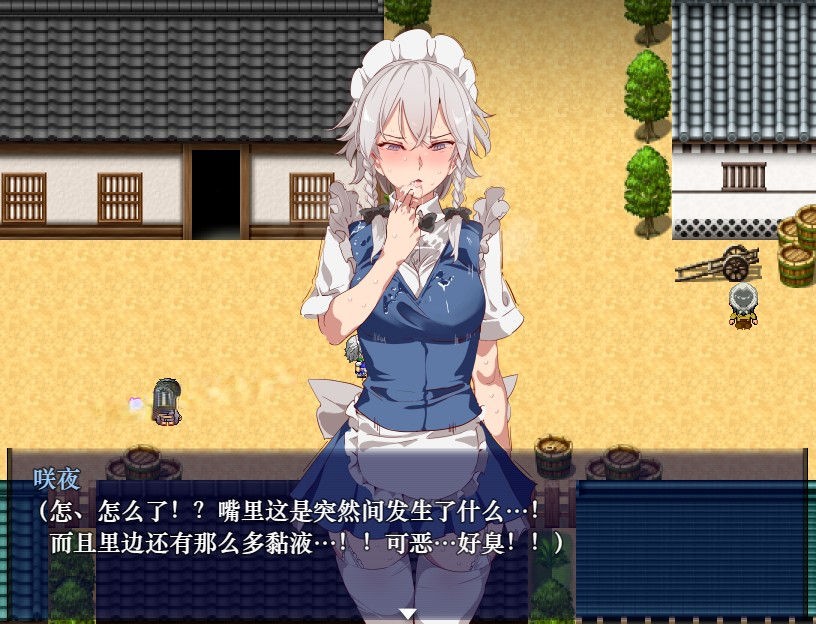 咲夜
(怎、怎么了！？嘴里这是突然间发生了什么…！
而且里边还有那么多黏液…！！可恶…好臭！！)